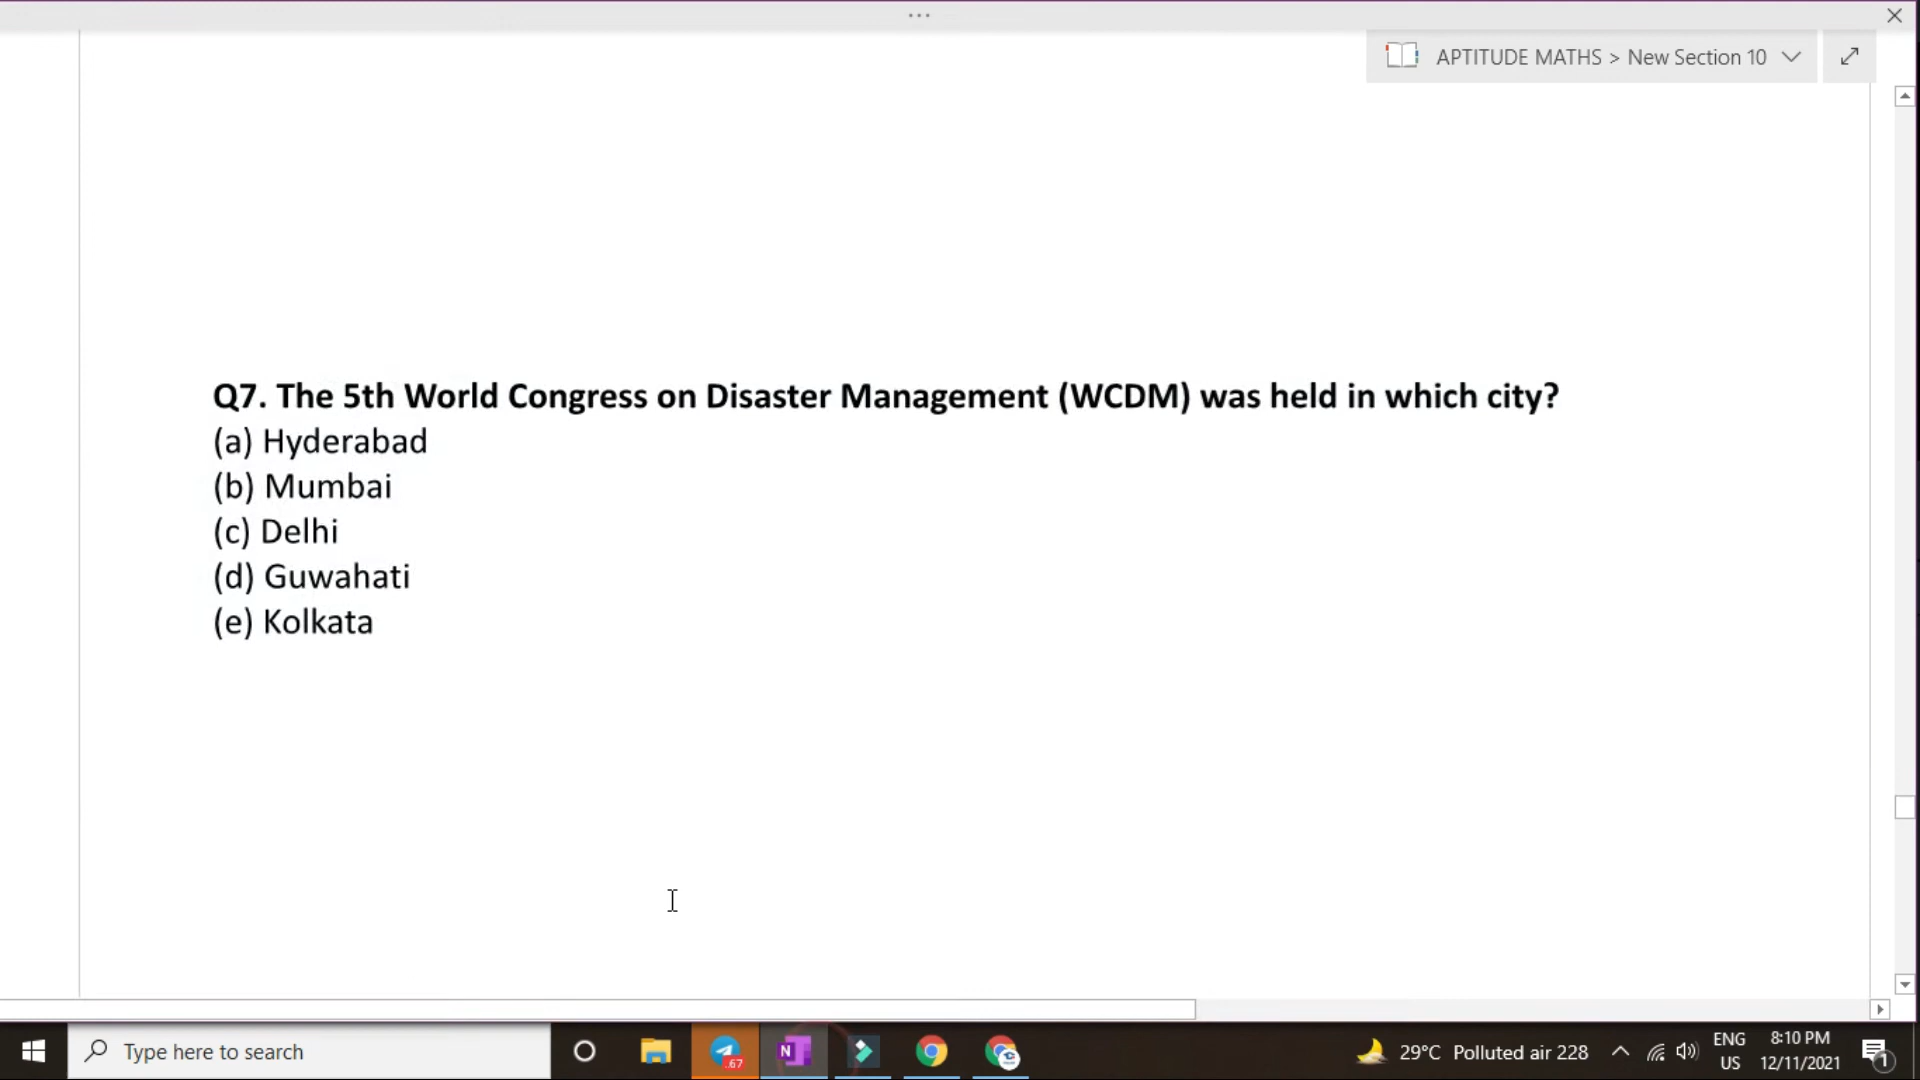 ...
APTITUDE MATHS > New Section 10
Q7. The 5th World Congress on Disaster Management (WCDM) was held in which city?
(a) Hyderabad
(b) Mumbai
(c) Delhi
(d) Guwahati
(e) Kolkata
Type here to search
67
N
29°C Polluted air 228
ENG
US
8:10 PM
12/11/2021
1